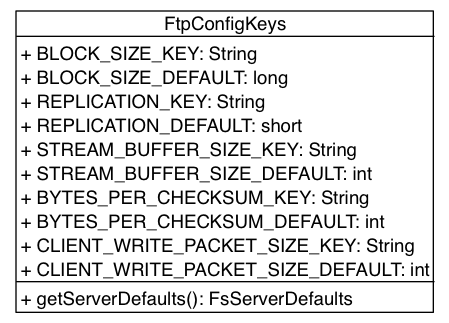 FtpConfigKeys
+ BLOCK_SIZE_KEY: String
+ BLOCK_SIZE_DEFAULT: long
+ REPLICATION_KEY: String
+ REPLICATION_DEFAULT: short
+ STREAM_BUFFER_SIZE_KEY: String
+ STREAM_BUFFER_SIZE_DEFAULT: int
+ BYTES_PER_CHECKSUM_KEY: String
+ BYTES_PER_CHECKSUM_DEFAULT: int
+ CLIENT_WRITE_PACKET_SIZE_KEY: String
+ CLIENT_WRITE_PACKET_SIZE_DEFAULT: int
+ getServerDefaults(): FsServerDefaults